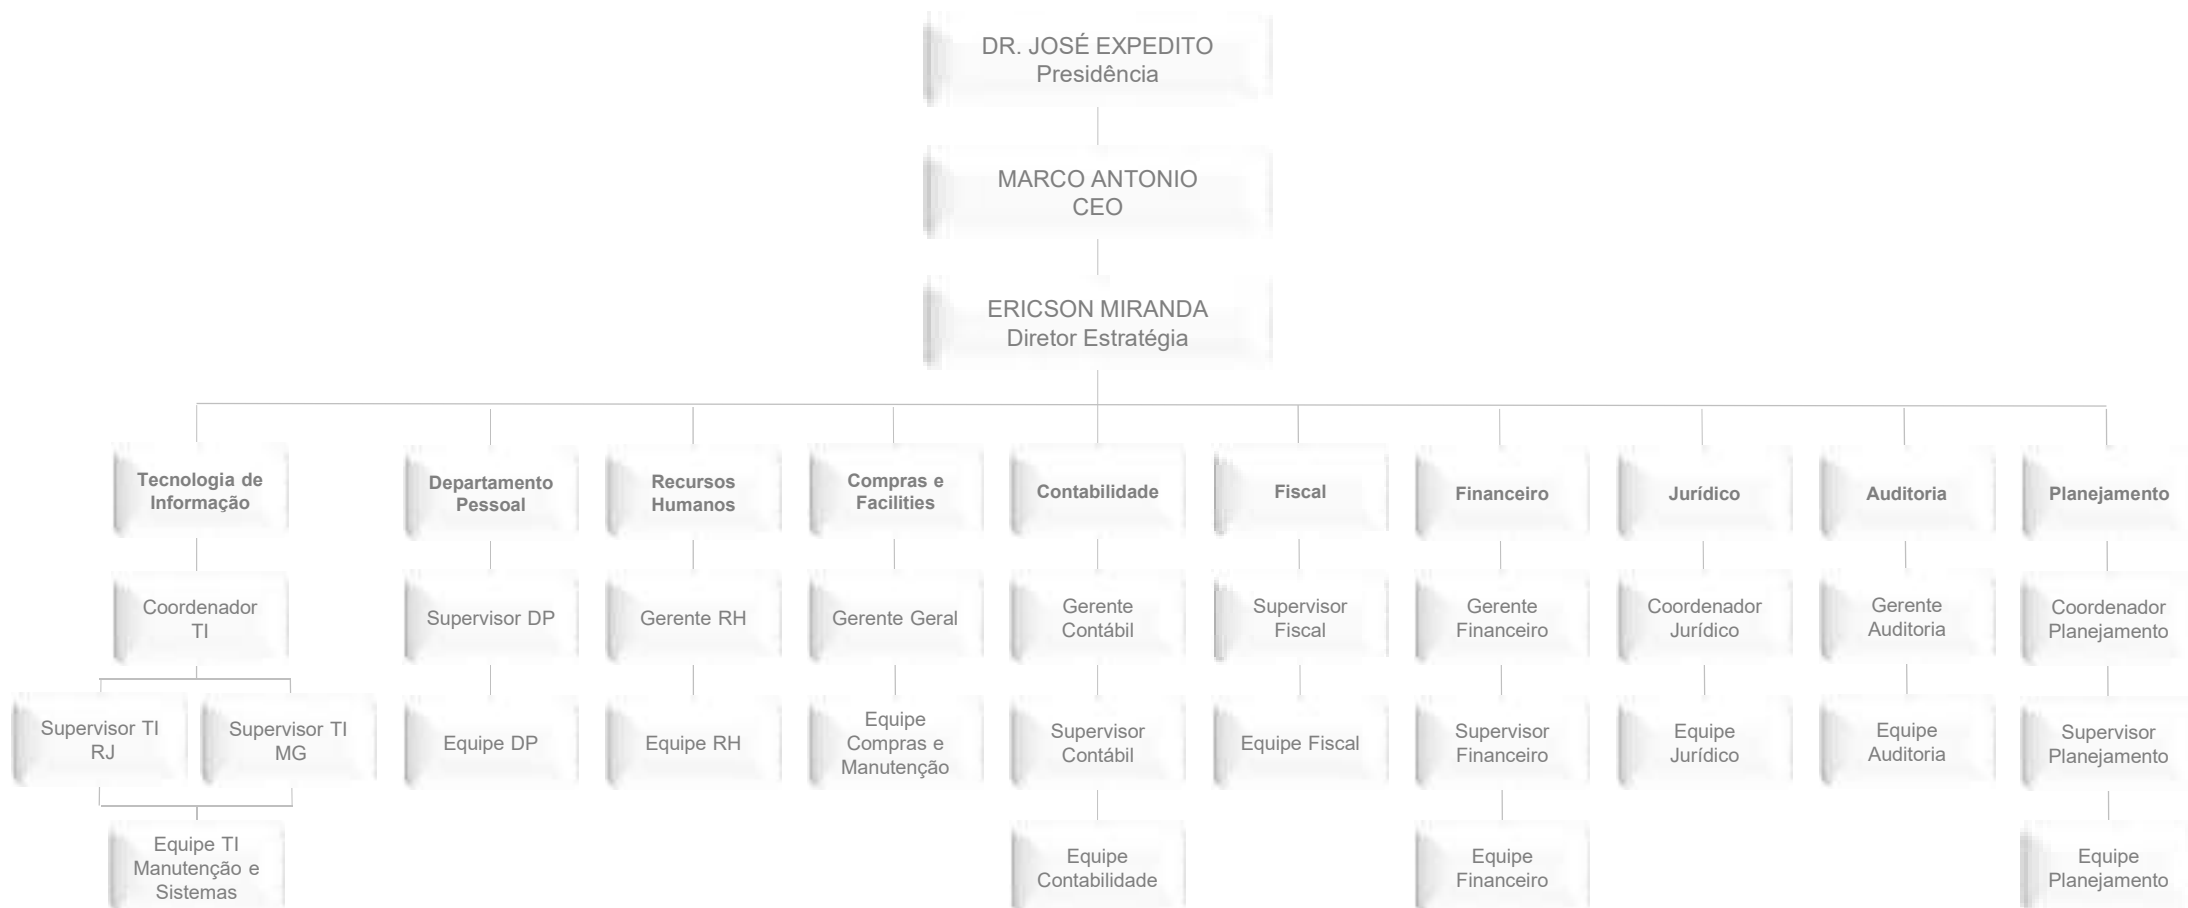 DR. JOSÉ EXPEDITO
Presidência
MARCO ANTONIO
CEO
ERICSON MIRANDA
Diretor Estratégia
Tecnologia de
Informação
Departamento
Pessoal
Recursos
Humanos
Compras e
Facilities
Contabilidade
Fiscal
Financeiro
Jurídico
Auditoria
Planejamento
Coordenador
TI
Supervisor DP
Gerente RH
Gerente Geral
Gerente
Contábil
Supervisor
Fiscal
Gerente
Financeiro
Coordenador
Jurídico
Gerente
Auditoria
Coordenador
Planejamento
Supervisor TI
RJ
Supervisor TI
MG
Equipe DP
Equipe RH
Equipe
Compras e
Manutenção
Supervisor
Contábil
Equipe Fiscal
Supervisor
Financeiro
Equipe
Jurídico
Equipe
Auditoria
Supervisor
Planejamento
Equipe TI
Manutenção e
Sistemas
Equipe
Contabilidade
Equipe
Financeiro
Equipe
Planejamento